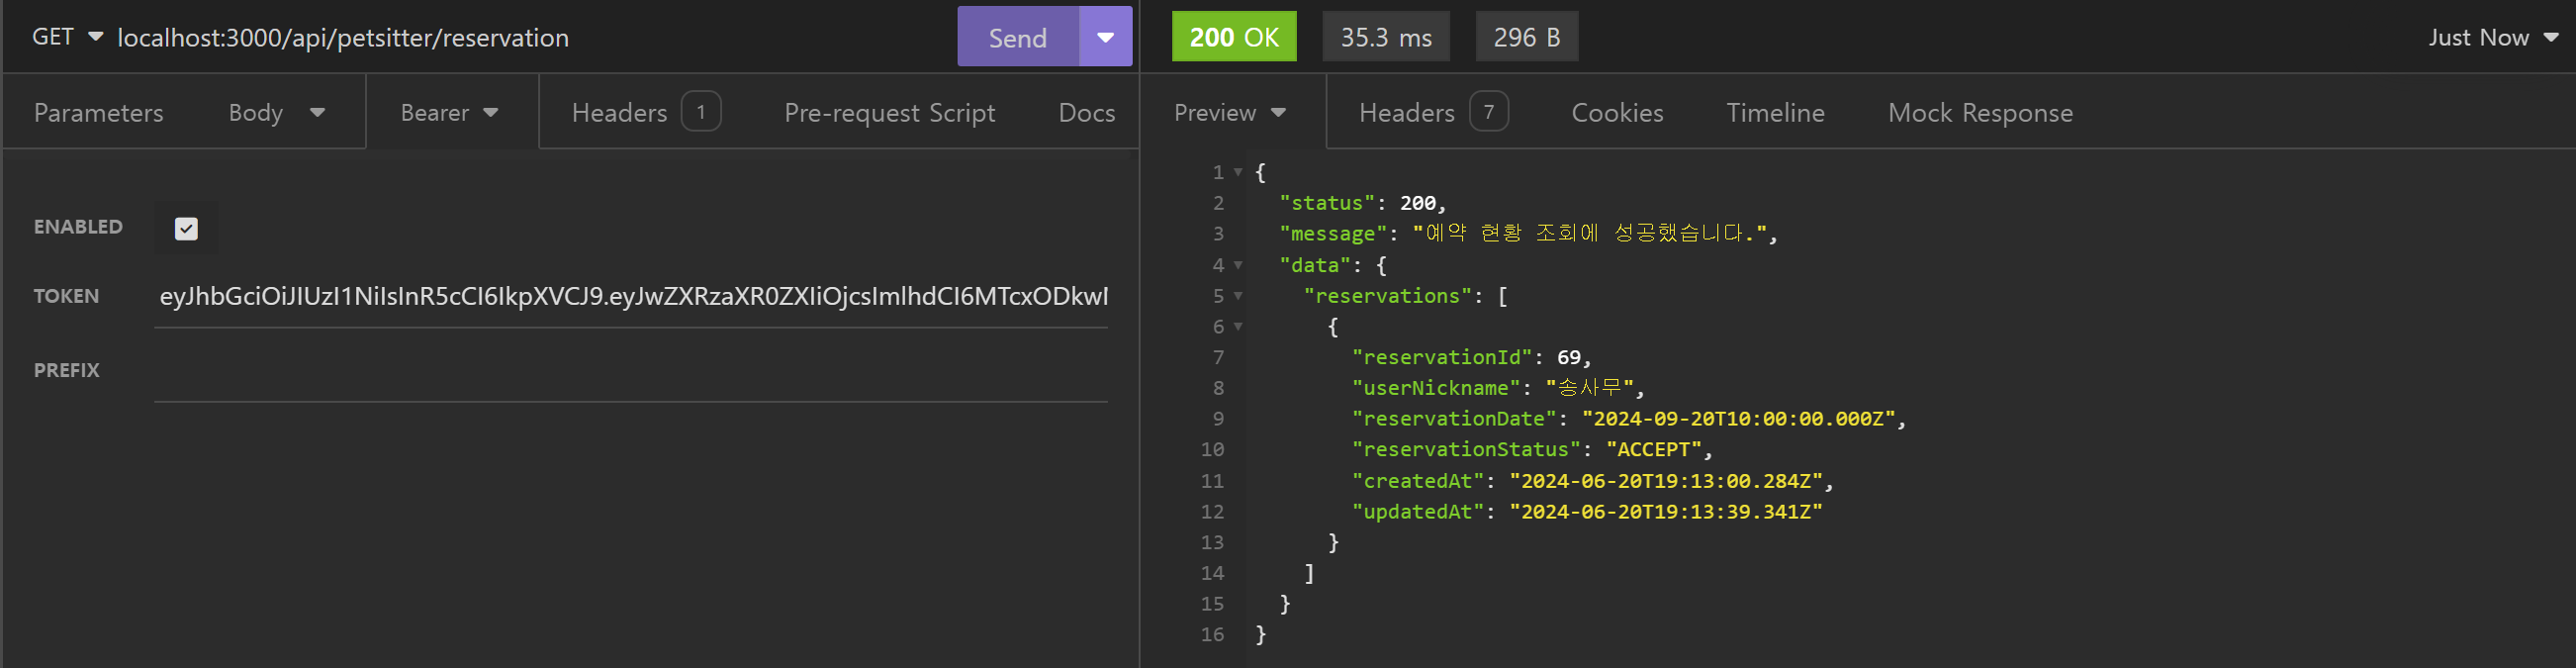 GET localhost:3000/api/petsitter/reservation Send
Parameters Body Bearer Headers 1 Pre-request Script Docs
ENABLED
TOKEN eyJhbGciOiJIUzI1NiIsInR5cCI6IkpXVCJ9.eyJwZXRzaXR0ZXIiOjcsImlhdCI6MTcxODkwI
PREFIX
200 OK 35.3 ms 296 B Just Now
Preview Headers 7 Cookies Timeline Mock Response
1 {
2 "status": 200,
3 "message": "예약 현황 조회에 성공했습니다.",
4 "data": {
5 "reservations": [
6 {
7 "reservationId": 69,
8 "userNickname": "송사무",
9 "reservationDate": "2024-09-20T10:00:00.000Z",
10 "reservationStatus": "ACCEPT",
11 "createdAt": "2024-06-20T19:13:00.284Z",
12 "updatedAt": "2024-06-20T19:13:39.341Z"
13 }
14 ]
15 }
16 }